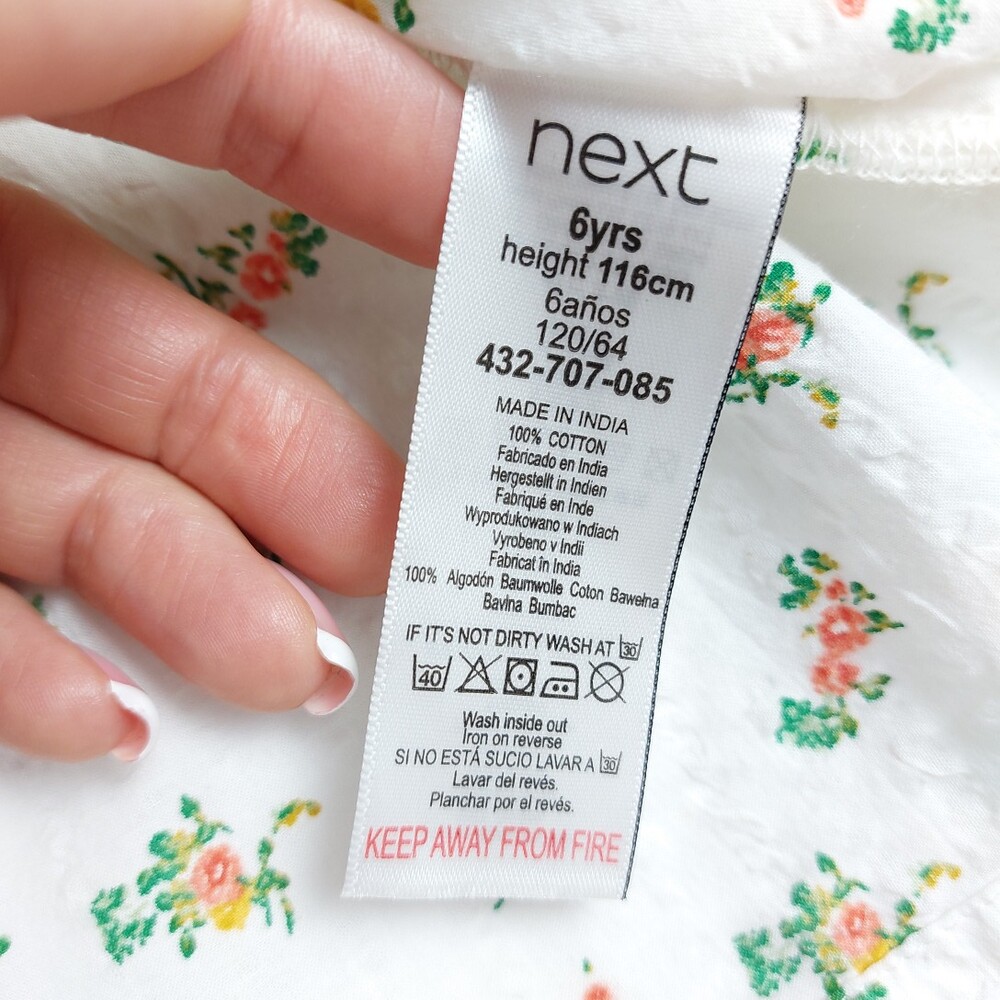 next
6yrs
height 116cm
6años
120/64
432-707-085
MADE IN INDIA
100% COTTON
Fabricado en India
Hergestellt in Indien
Fabriqué en Inde
Wyprodukowano w Indiach
Vyrobeno v Indii
Fabricat în India
100% Algodón Baumwolle Coton Bawełna
Bavlna Bumbac
IF IT'S NOT DIRTY WASH AT 30
40
Wash inside out
Iron on reverse
SI NO ESTÁ SUCIO LAVAR A 30
Lavar del revés.
Planchar por el revés.
KEEP AWAY FROM FIRE